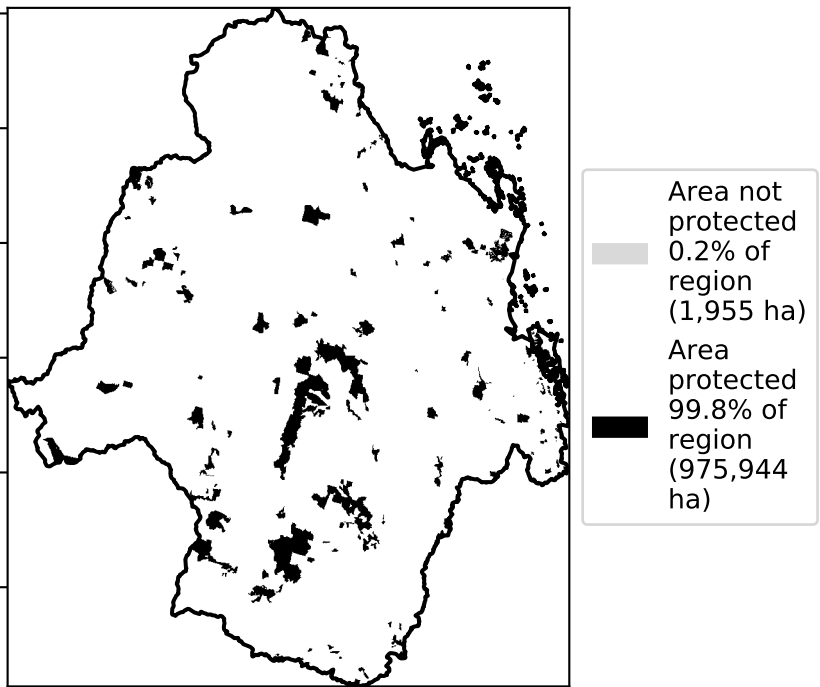 Area not
protected
0.2% of
region
(1,955 ha)
Area
protected
99.8% of
region
(975,944
ha)